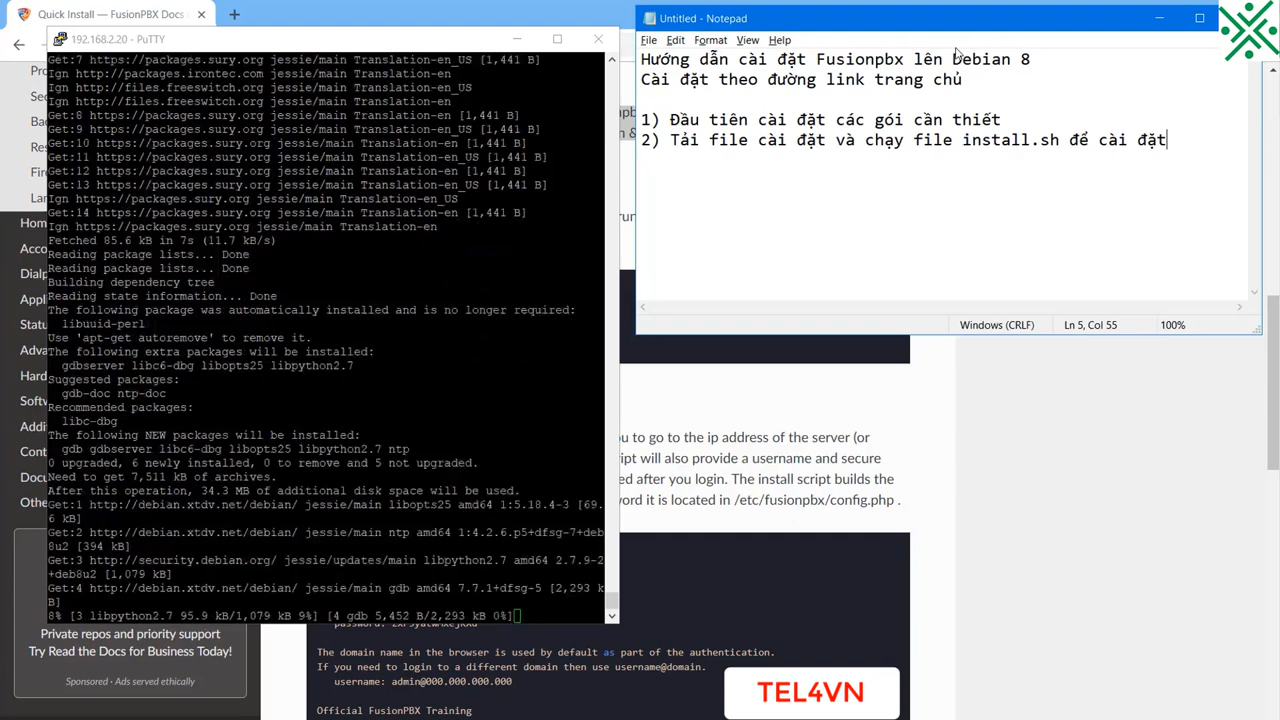 Quick Install — FusionPBX Docs
192.168.2.20 - PuTTY
Get:7 https://packages.sury.org jessie/main Translation-en_US [1,441 B]
Ign http://packages.irontec.com jessie/main Translation-en
Ign http://files.freeswitch.org jessie/main Translation-en_US
Ign http://files.freeswitch.org jessie/main Translation-en
Get:8 https://packages.sury.org jessie/main Translation-en [1,441 B]
Get:9 https://packages.sury.org jessie/main Translation-en_US [1,441 B]
Get:10 https://packages.sury.org jessie/main Translation-en [1,441 B]
Get:11 https://packages.sury.org jessie/main Translation-en_US [1,441 B]
Get:12 https://packages.sury.org jessie/main Translation-en [1,441 B]
Get:13 https://packages.sury.org jessie/main Translation-en_US [1,441 B]
Ign https://packages.sury.org jessie/main Translation-en_US
Get:14 https://packages.sury.org jessie/main Translation-en [1,441 B]
Ign https://packages.sury.org jessie/main Translation-en
Fetched 85.6 kB in 7s (11.7 kB/s)
Reading package lists... Done
Reading package lists... Done
Building dependency tree
Reading state information... Done
The following package was automatically installed and is no longer required:
libuuid-perl
Use 'apt-get autoremove' to remove it.
The following extra packages will be installed:
gdbserver libc6-dbg libopts25 libpython2.7
Suggested packages:
gdb-doc ntp-doc
Recommended packages:
libc-dbg
The following NEW packages will be installed:
gdb gdbserver libc6-dbg libopts25 libpython2.7 ntp
0 upgraded, 6 newly installed, 0 to remove and 5 not upgraded.
Need to get 7,511 kB of archives.
After this operation, 34.3 MB of additional disk space will be used.
Get:1 http://debian.xtdv.net/debian/ jessie/main libopts25 amd64 1:5.18.4-3 [69.
6 kB]
Get:2 http://debian.xtdv.net/debian/ jessie/main ntp amd64 1:4.2.6.p5+dfsg-7+deb
8u2 [394 kB]
Get:3 http://security.debian.org/ jessie/updates/main libpython2.7 amd64 2.7.9-2
+deb8u2 [1,079 kB]
Get:4 http://debian.xtdv.net/debian/ jessie/main gdb amd64 7.7.1+dfsg-5 [2,293 k
B]
8% [3 libpython2.7 95.9 kB/1,079 kB 9%] [4 gdb 5,452 B/2,293 kB 0%]
Untitled - Notepad
File Edit Format View Help
Hướng dẫn cài đặt Fusionpbx lên Debian 8
Cài đặt theo đường link trang chủ
1) Đầu tiên cài đặt các gói cần thiết
2) Tải file cài đặt và chạy file install.sh để cài đặt
Windows (CRLF) Ln 5, Col 55 100%
Hom
Acco
Dialp
Appl
Statu
Adva
Hard
Softv
Addi
Cont
Docu
Othe
u to go to the ip address of the server (or
ript will also provide a username and secure
ed after you login. The install script builds the
word it is located in /etc/fusionpbx/config.php .
Private repos and priority support
Try Read the Docs for Business Today!
Sponsored · Ads served ethically
The domain name in the browser is used by default as part of the authentication.
If you need to login to a different domain then use username@domain.
username: admin@000.000.000.000
Official FusionPBX Training
TEL4VN